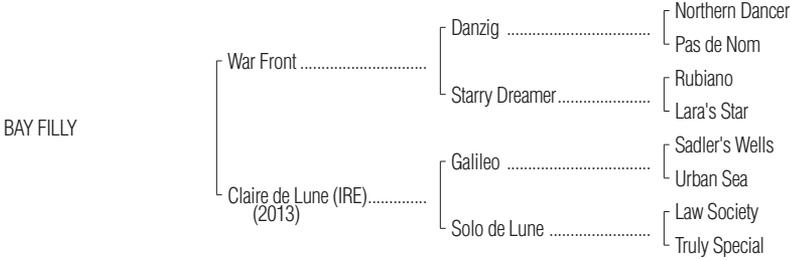 Northern Dancer
Danzig ..................................
Pas de Nom
War Front ..............................
Rubiano
Starry Dreamer......................
Lara's Star
BAY FILLY
Sadler's Wells
Galileo ..................................
Urban Sea
Claire de Lune (IRE)..............
(2013)
Law Society
Solo de Lune ........................
Truly Special